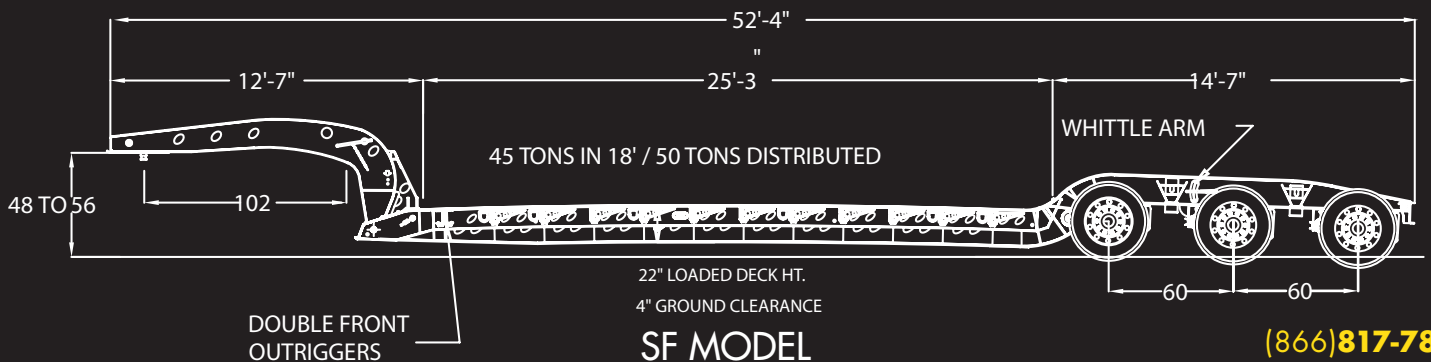 52'-4"
"
12'-7"
25'-3
14'-7"
WHITTLE ARM
45 TONS IN 18' / 50 TONS DISTRIBUTED
48 TO 56
102
22" LOADED DECK HT.
4" GROUND CLEARANCE
60
60
DOUBLE FRONT
OUTRIGGERS
SF MODEL
(866)817-78